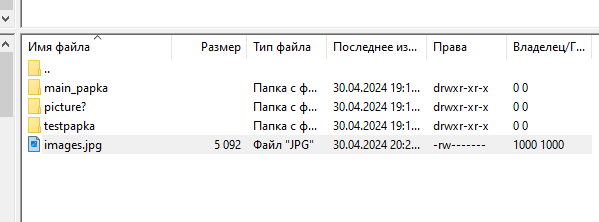 Имя файла Размер Тип файла Последнее из... Права Владелец/Г...
..
main_papka Папка с ф... 30.04.2024 19:1... drwxr-xr-x 0 0
picture? Папка с ф... 30.04.2024 19:1... drwxr-xr-x 0 0
testpapka Папка с ф... 30.04.2024 19:1... drwxr-xr-x 0 0
images.jpg 5 092 Файл "JPG" 30.04.2024 20:2... -rw------- 1000 1000